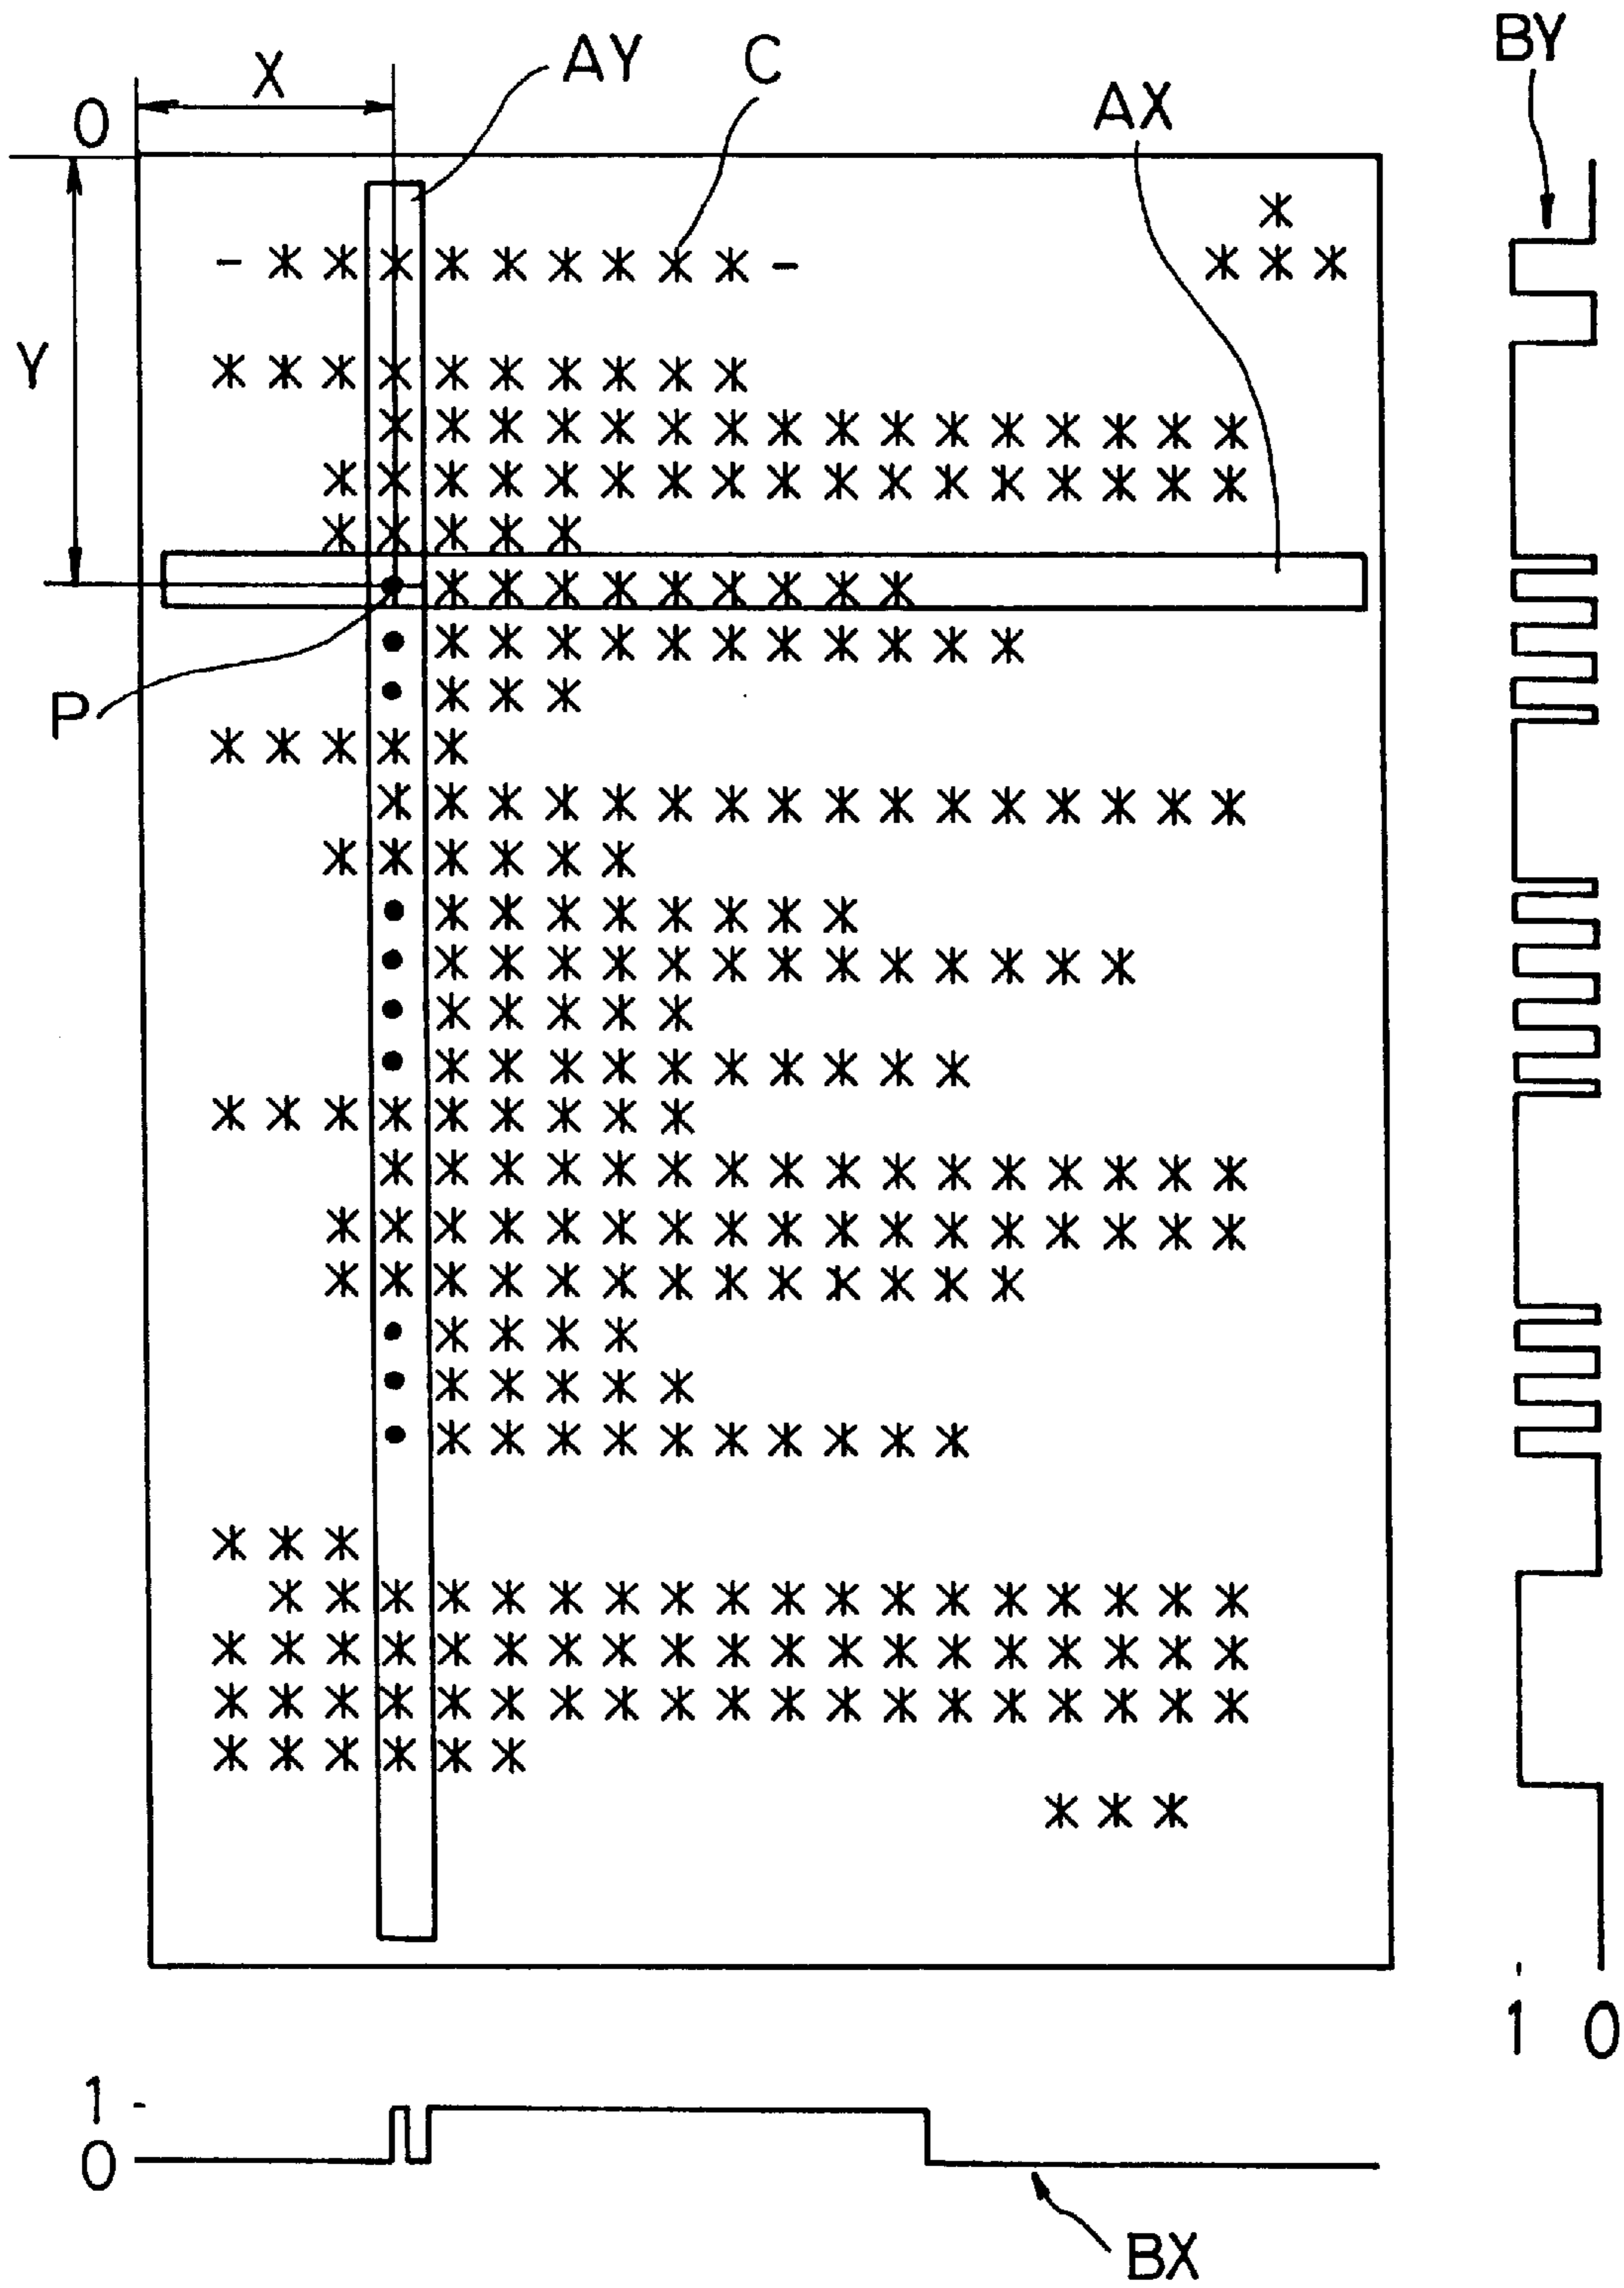 BY
X AY C
AX
O
*
- * * * * * * * * * - * * *
Y
* * * * * * * * * *
* * * * * * * * * * * * * * * *
* * * * * * * * * * * * * * * * *
* * * * *
• * * * * * * * * *
• * * * * * * * * * * *
• * * *
P
* * * * *
* * * * * * * * * * * * * * * *
* * * * * *
• * * * * * * * *
• * * * * * * * * * * * * *
• * * * * *
• * * * * * * * * * *
* * * * * * * * *
* * * * * * * * * * * * * * * *
* * * * * * * * * * * * * * * * *
* * * * * * * * * * * * *
• * * * *
• * * * * *
• * * * * * * * * * *
* * *
* * * * * * * * * * * * * * * * * *
* * * * * * * * * * * * * * * * * * *
* * * * * * * * * * * * * * * * * * *
* * * * * *
* * *
1 0
1
0
BX